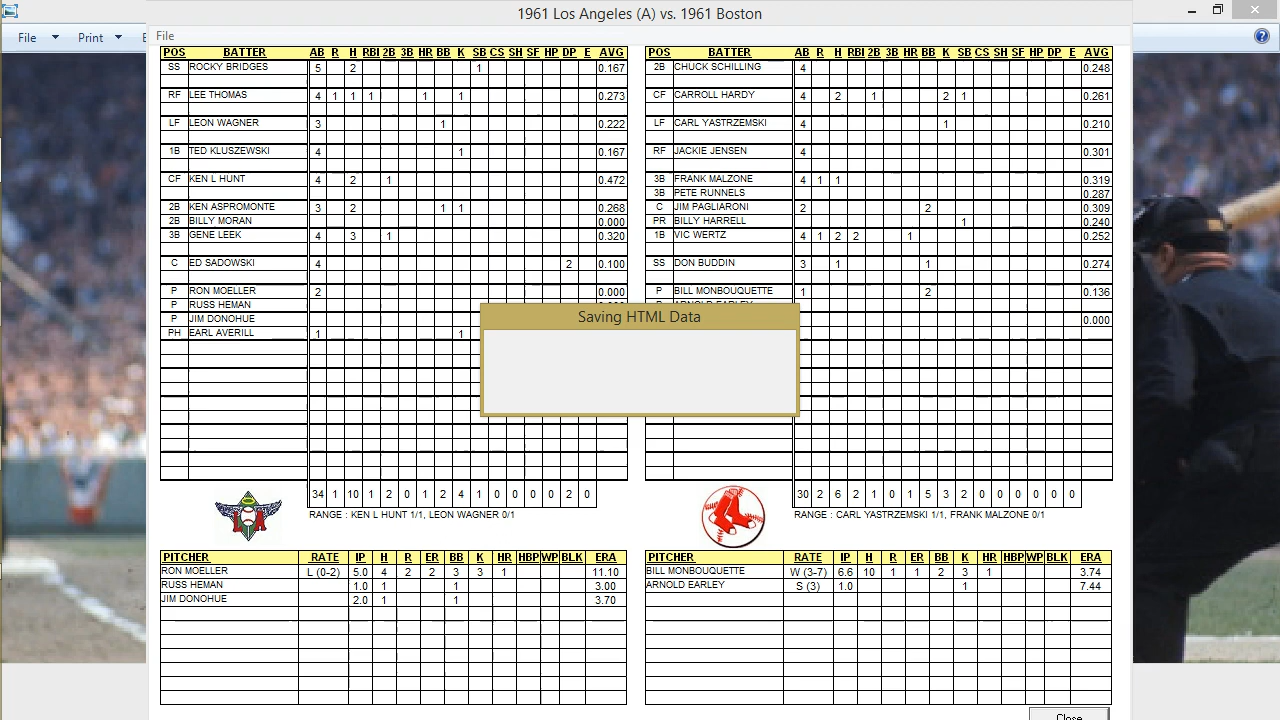 1961 Los Angeles (A) vs. 1961 Boston
File Print
File
POS BATTER AB R H RBI 2B 3B HR BB K SB CS SH SF HP DP E AVG
SS ROCKY BRIDGES 5 2 1 0.167
RF LEE THOMAS 4 1 1 1 1 1 0.273
LF LEON WAGNER 3 1 0.222
1B TED KLUSZEWSKI 4 1 0.167
CF KEN L HUNT 4 2 1 0.472
2B KEN ASPROMONTE 3 2 1 1 0.268
2B BILLY MORAN 0.000
3B GENE LEEK 4 3 1 0.320
C ED SADOWSKI 4 2 0.100
P RON MOELLER 2 0.000
P RUSS HEMAN
P JIM DONOHUE
PH EARL AVERILL 1 1
34 1 10 1 2 0 1 2 4 1 0 0 0 0 2 0
RANGE : KEN L HUNT 1/1, LEON WAGNER 0/1
POS BATTER AB R H RBI 2B 3B HR BB K SB CS SH SF HP DP E AVG
2B CHUCK SCHILLING 4 0.248
CF CARROLL HARDY 4 2 1 2 1 0.261
LF CARL YASTRZEMSKI 4 1 0.210
RF JACKIE JENSEN 4 0.301
3B FRANK MALZONE 4 1 1 0.319
3B PETE RUNNELS 0.287
C JIM PAGLIARONI 2 2 0.309
PR BILLY HARRELL 1 0.240
1B VIC WERTZ 4 1 2 2 1 0.252
SS DON BUDDIN 3 1 1 0.274
P BILL MONBOUQUETTE 1 2 0.136
0.000
30 2 6 2 1 0 1 5 3 2 0 0 0 0 0 0
RANGE : CARL YASTRZEMSKI 1/1, FRANK MALZONE 0/1
Saving HTML Data
PITCHER RATE IP H R ER BB K HR HBP WP BLK ERA
RON MOELLER L (0-2) 5.0 4 2 2 3 3 1 11.10
RUSS HEMAN 1.0 1 1 3.00
JIM DONOHUE 2.0 1 1 3.70
PITCHER RATE IP H R ER BB K HR HBP WP BLK ERA
BILL MONBOUQUETTE W (3-7) 6.6 10 1 1 2 3 1 3.74
ARNOLD EARLEY S (3) 1.0 1 7.44
Close